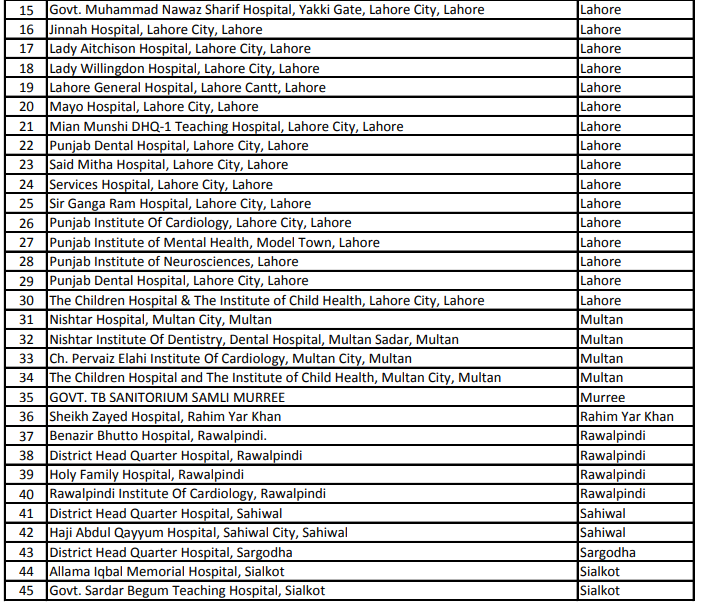 15 Govt. Muhammad Nawaz Sharif Hospital, Yakki Gate, Lahore City, Lahore Lahore
16 Jinnah Hospital, Lahore City, Lahore Lahore
17 Lady Aitchison Hospital, Lahore City, Lahore Lahore
18 Lady Willingdon Hospital, Lahore City, Lahore Lahore
19 Lahore General Hospital, Lahore Cantt, Lahore Lahore
20 Mayo Hospital, Lahore City, Lahore Lahore
21 Mian Munshi DHQ-1 Teaching Hospital, Lahore City, Lahore Lahore
22 Punjab Dental Hospital, Lahore City, Lahore Lahore
23 Said Mitha Hospital, Lahore City, Lahore Lahore
24 Services Hospital, Lahore City, Lahore Lahore
25 Sir Ganga Ram Hospital, Lahore City, Lahore Lahore
26 Punjab Institute Of Cardiology, Lahore City, Lahore Lahore
27 Punjab Institute of Mental Health, Model Town, Lahore Lahore
28 Punjab Institute of Neurosciences, Lahore Lahore
29 Punjab Dental Hospital, Lahore City, Lahore Lahore
30 The Children Hospital & The Institute of Child Health, Lahore City, Lahore Lahore
31 Nishtar Hospital, Multan City, Multan Multan
32 Nishtar Institute Of Dentistry, Dental Hospital, Multan Sadar, Multan Multan
33 Ch. Pervaiz Elahi Institute Of Cardiology, Multan City, Multan Multan
34 The Children Hospital and The Institute of Child Health, Multan City, Multan Multan
35 GOVT. TB SANITORIUM SAMLI MURREE Murree
36 Sheikh Zayed Hospital, Rahim Yar Khan Rahim Yar Khan
37 Benazir Bhutto Hospital, Rawalpindi. Rawalpindi
38 District Head Quarter Hospital, Rawalpindi Rawalpindi
39 Holy Family Hospital, Rawalpindi Rawalpindi
40 Rawalpindi Institute Of Cardiology, Rawalpindi Rawalpindi
41 District Head Quarter Hospital, Sahiwal Sahiwal
42 Haji Abdul Qayyum Hospital, Sahiwal City, Sahiwal Sahiwal
43 District Head Quarter Hospital, Sargodha Sargodha
44 Allama Iqbal Memorial Hospital, Sialkot Sialkot
45 Govt. Sardar Begum Teaching Hospital, Sialkot Sialkot